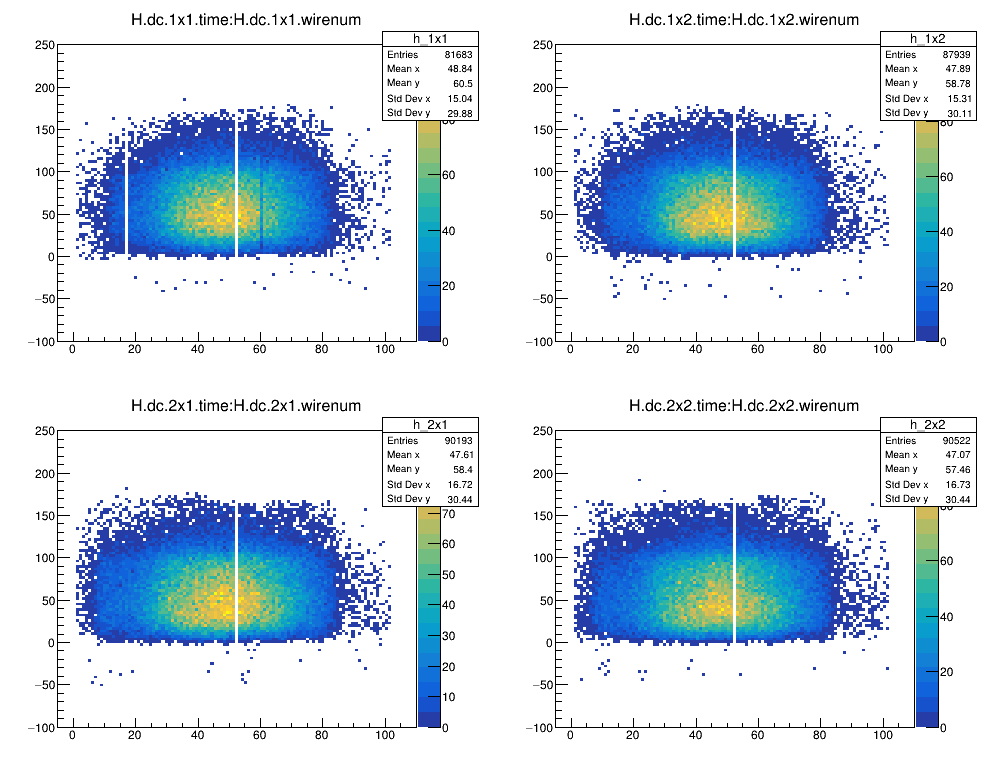 H.dc.1x1.time:H.dc.1x1.wirenum
h_1x1
Entries 81683
Mean x 48.84
Mean y 60.5
Std Dev x 15.04
Std Dev y 29.88
250
200
150
100
50
0
−50
−100
0 20 40 60 80 100
80
60
40
20
0
H.dc.1x2.time:H.dc.1x2.wirenum
h_1x2
Entries 87939
Mean x 47.89
Mean y 58.78
Std Dev x 15.31
Std Dev y 30.11
250
200
150
100
50
0
−50
−100
0 20 40 60 80 100
80
60
40
20
0
H.dc.2x1.time:H.dc.2x1.wirenum
h_2x1
Entries 90193
Mean x 47.61
Mean y 58.4
Std Dev x 16.72
Std Dev y 30.44
250
200
150
100
50
0
−50
−100
0 20 40 60 80 100
70
60
50
40
30
20
10
0
H.dc.2x2.time:H.dc.2x2.wirenum
h_2x2
Entries 90522
Mean x 47.07
Mean y 57.46
Std Dev x 16.73
Std Dev y 30.44
250
200
150
100
50
0
−50
−100
0 20 40 60 80 100
80
60
40
20
0